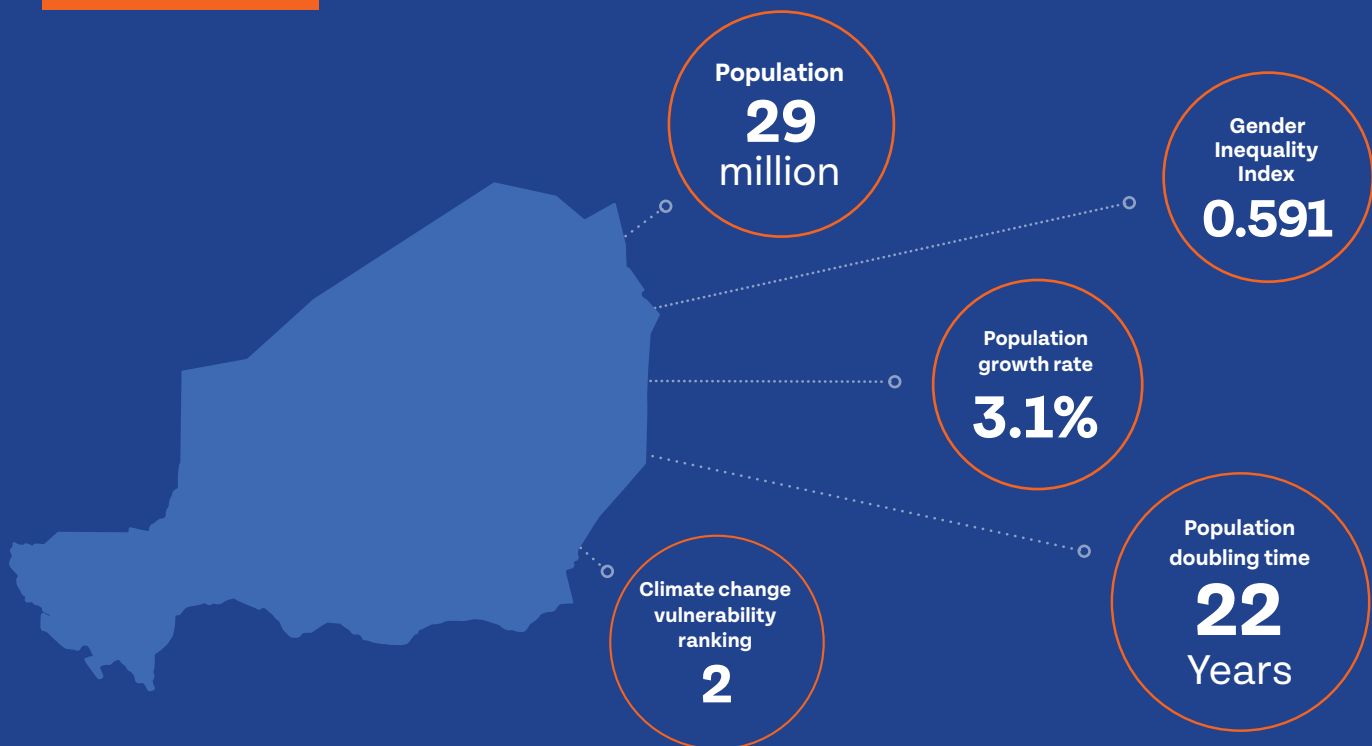 Population
29
million
Gender
Inequality
Index
0.591
Population
growth rate
3.1%
Population
doubling time
22
Years
Climate change
vulnerability
ranking
2